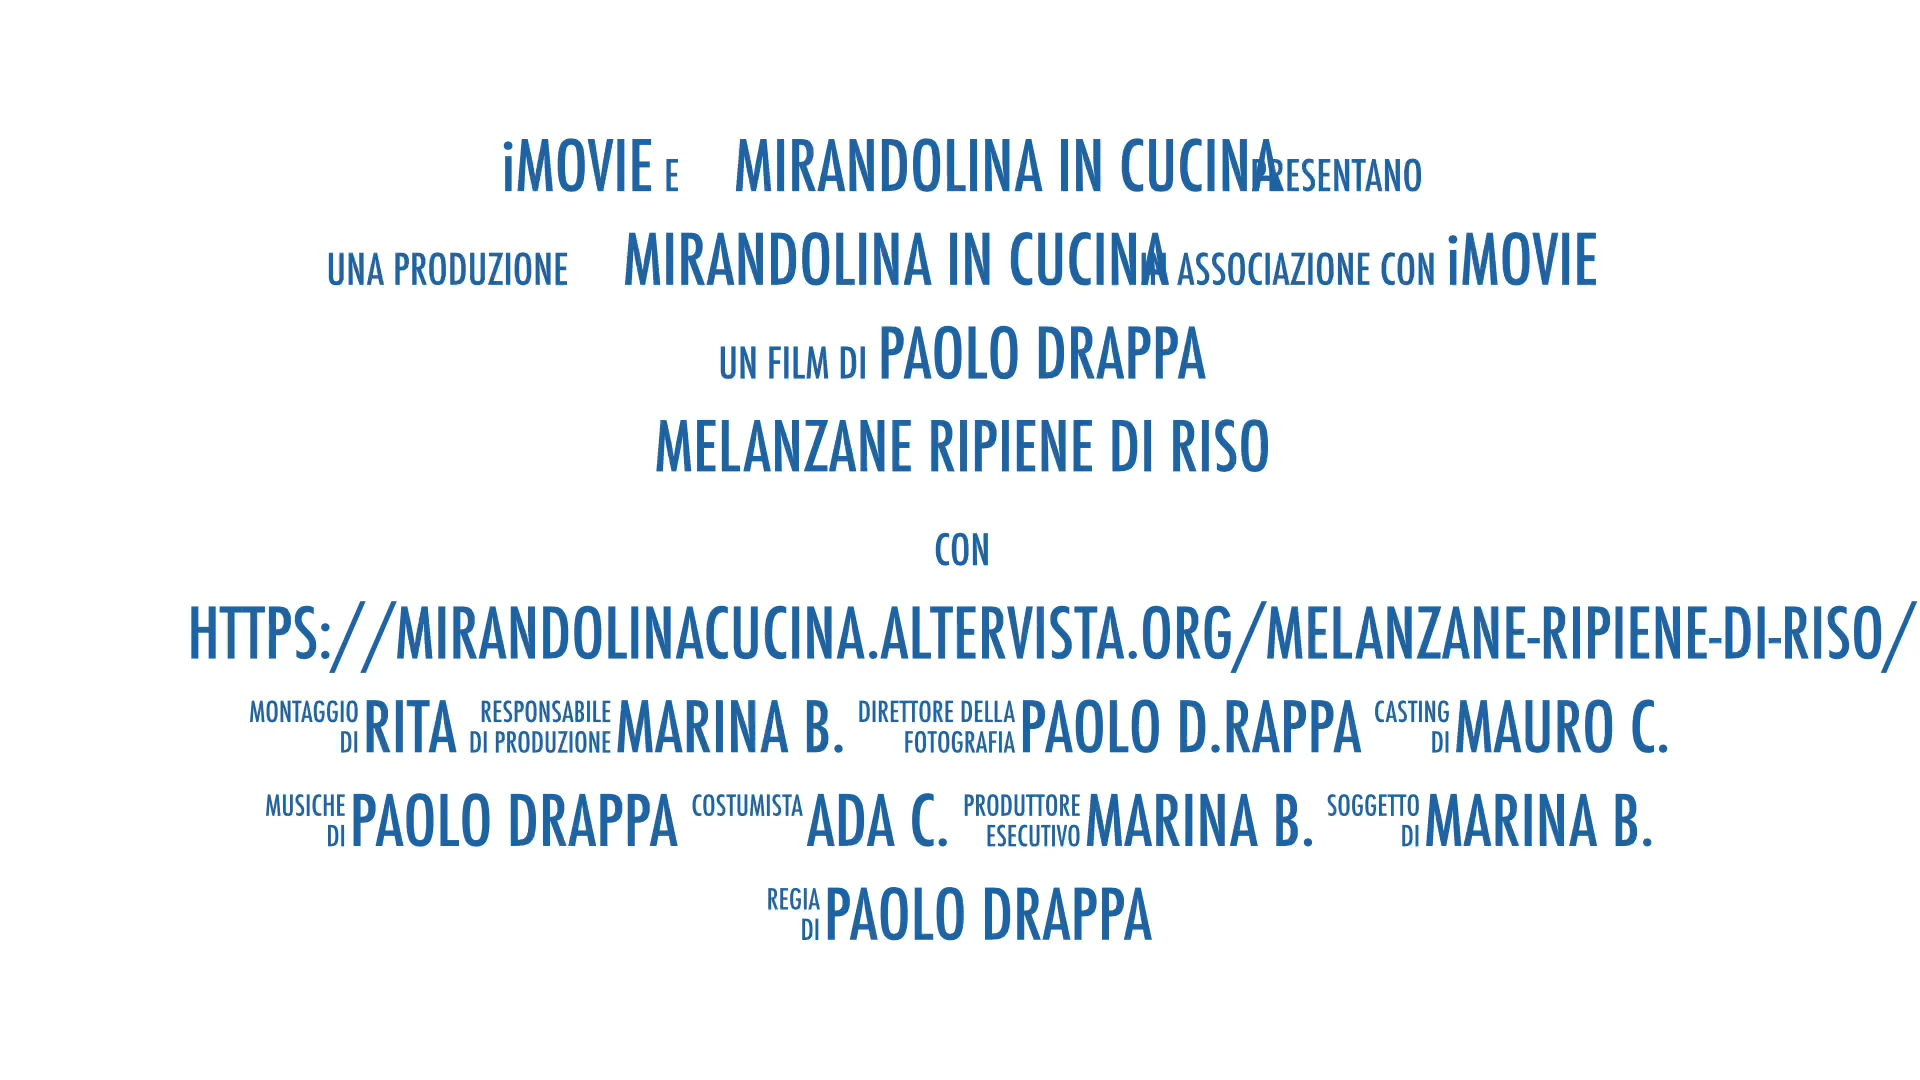 iMOVIE E MIRANDOLINA IN CUCINA PRESENTANO
UNA PRODUZIONE MIRANDOLINA IN CUCINA IN ASSOCIAZIONE CON iMOVIE
UN FILM DI PAOLO DRAPPA
MELANZANE RIPIENE DI RISO
CON
HTTPS://MIRANDOLINACUCINA.ALTERVISTA.ORG/MELANZANE-RIPIENE-DI-RISO/
MONTAGGIO DI RITA RESPONSABILE DI PRODUZIONE MARINA B. DIRETTORE DELLA FOTOGRAFIA PAOLO D.RAPPA CASTING DI MAURO C.
MUSICHE DI PAOLO DRAPPA COSTUMISTA ADA C. PRODUTTORE ESECUTIVO MARINA B. SOGGETTO DI MARINA B.
REGIA DI PAOLO DRAPPA